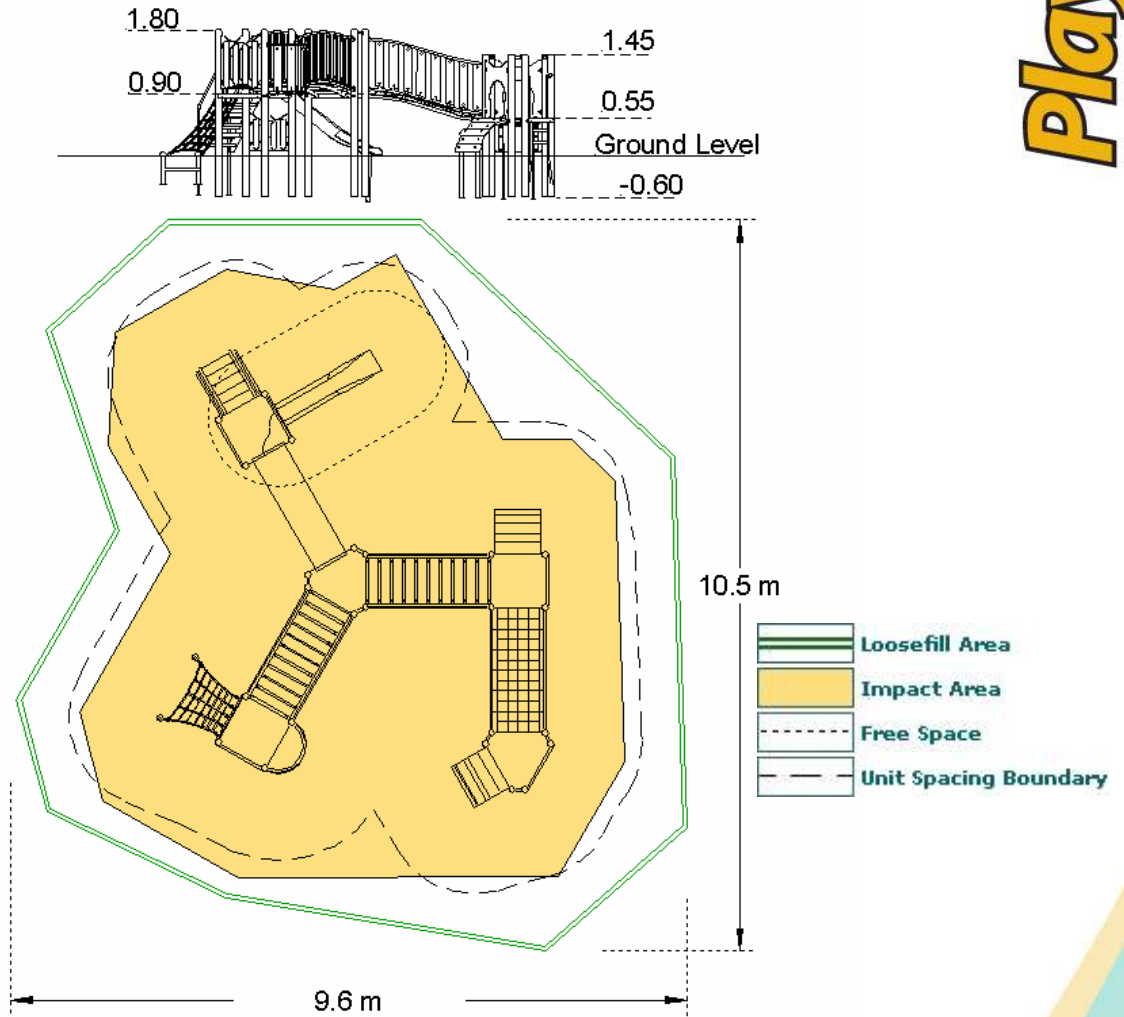 1.80
1.45
0.90
0.55
Ground Level
-0.60
10.5 m
Loosefill Area
Impact Area
Free Space
Unit Spacing Boundary
9.6 m